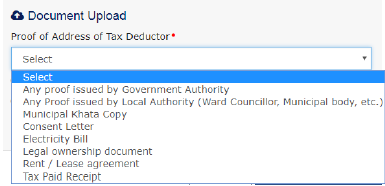 Document Upload
Proof of Address of Tax Deductor*
Select
Select
Any proof issued by Government Authority
Any Proof issued by Local Authority (Ward Councillor, Municipal body, etc.)
Municipal Khata Copy
Consent Letter
Electricity Bill
Legal ownership document
Rent / Lease agreement
Tax Paid Receipt